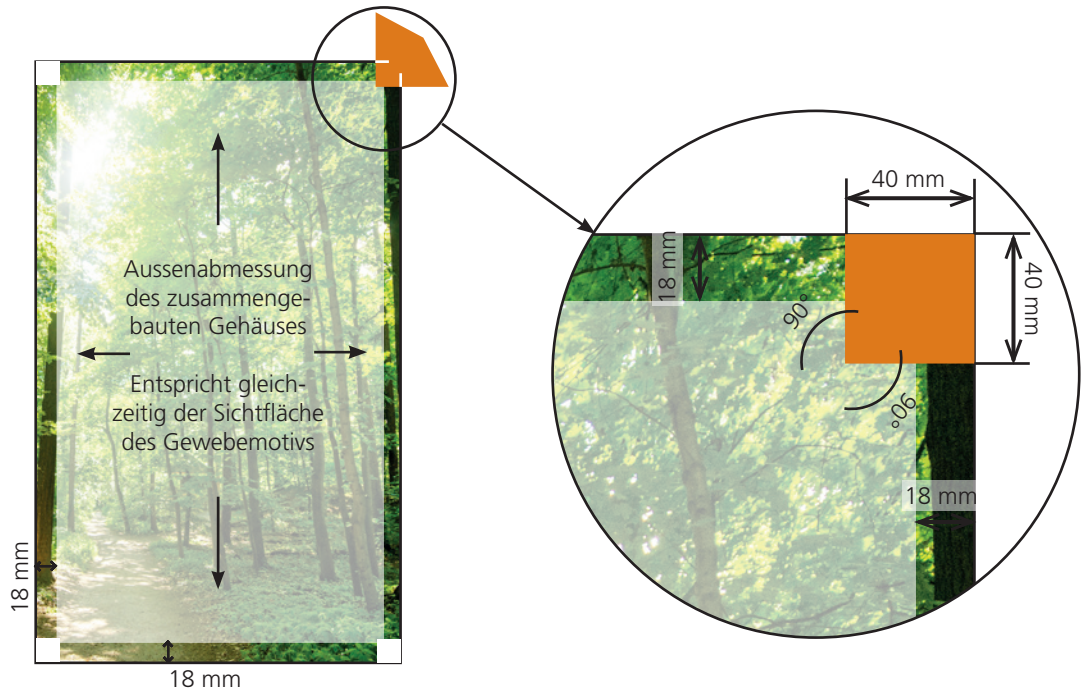 Aussenabmessung
des zusammenge-
bauten Gehäuses
Entspricht gleich-
zeitig der Sichtfläche
des Gewebemotivs
18 mm
18 mm
40 mm
18 mm
40 mm
90°
90°
18 mm